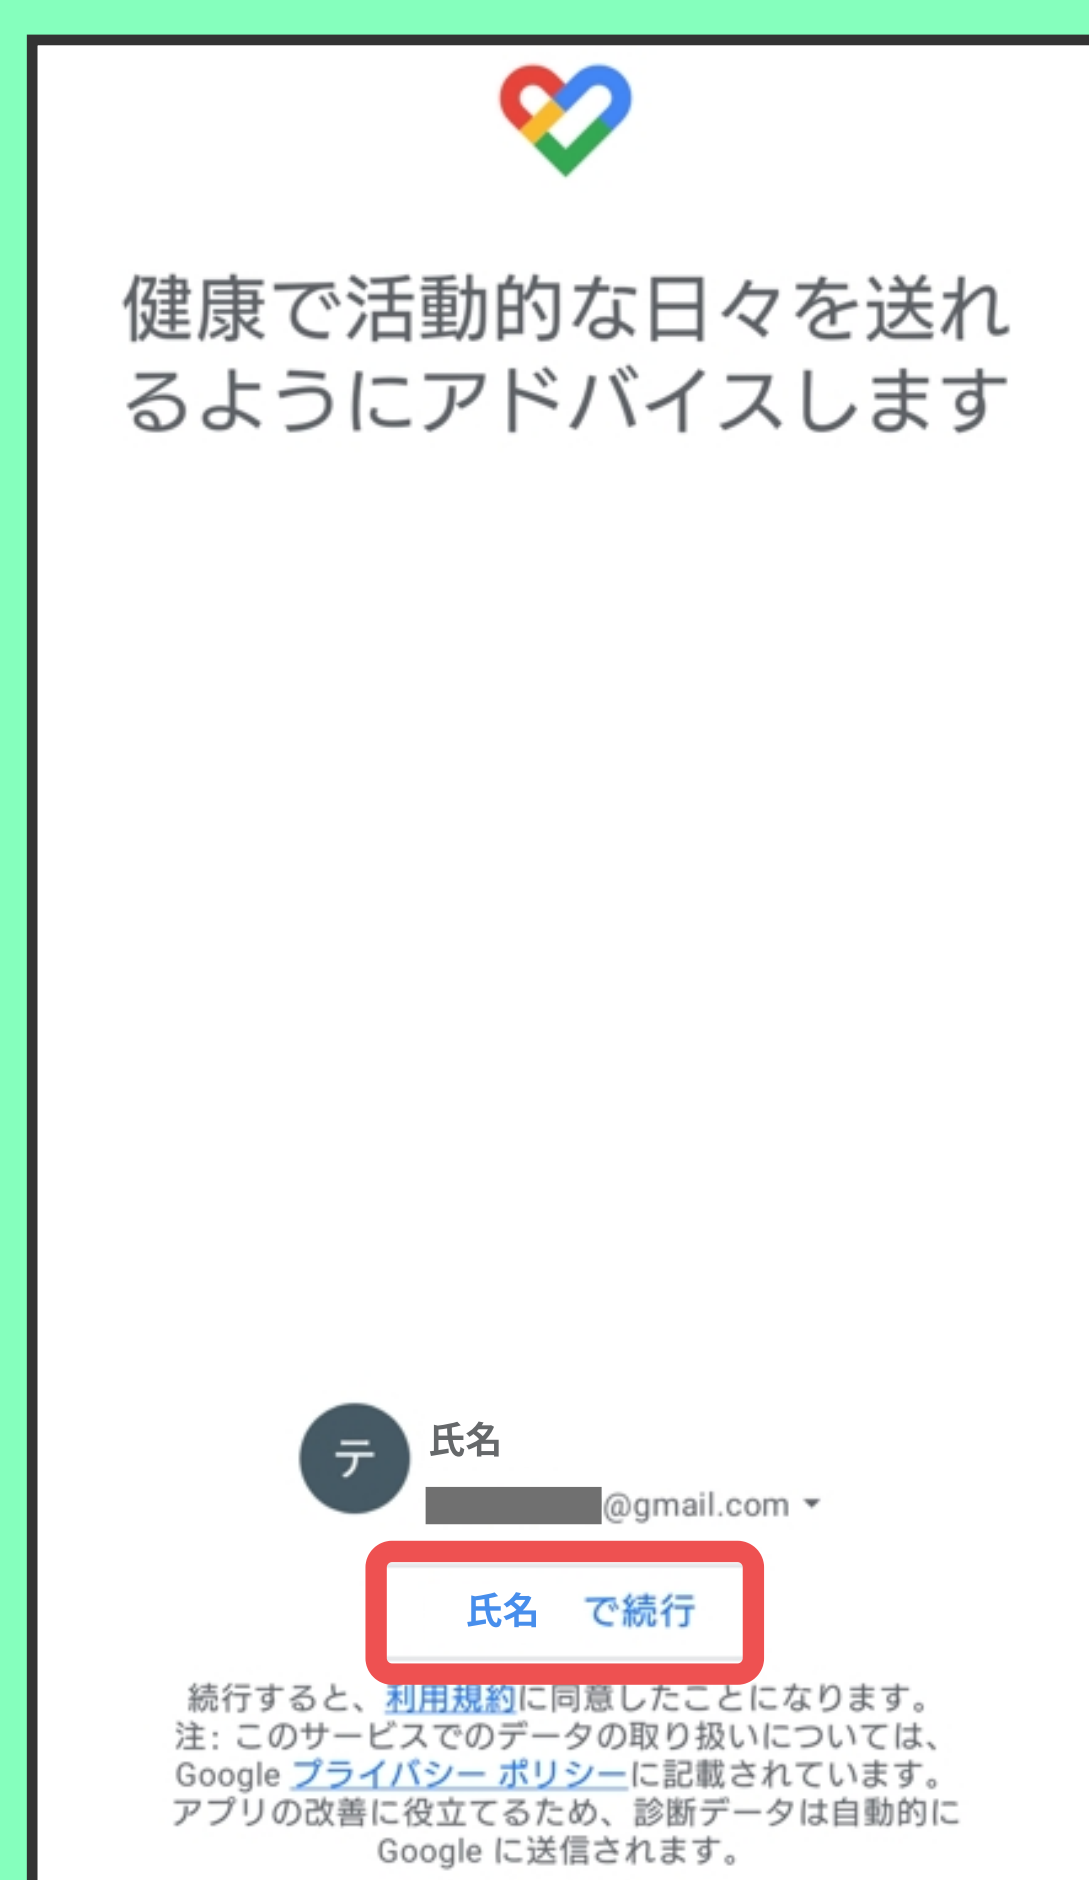 健康で活動的な日々を送れ
るようにアドバイスします
テ
氏名
@gmail.com
氏名 で続行
続行すると、利用規約に同意したことになります。
注: このサービスでのデータの取り扱いについては、
Google プライバシー ポリシーに記載されています。
アプリの改善に役立てるため、診断データは自動的に
Google に送信されます。